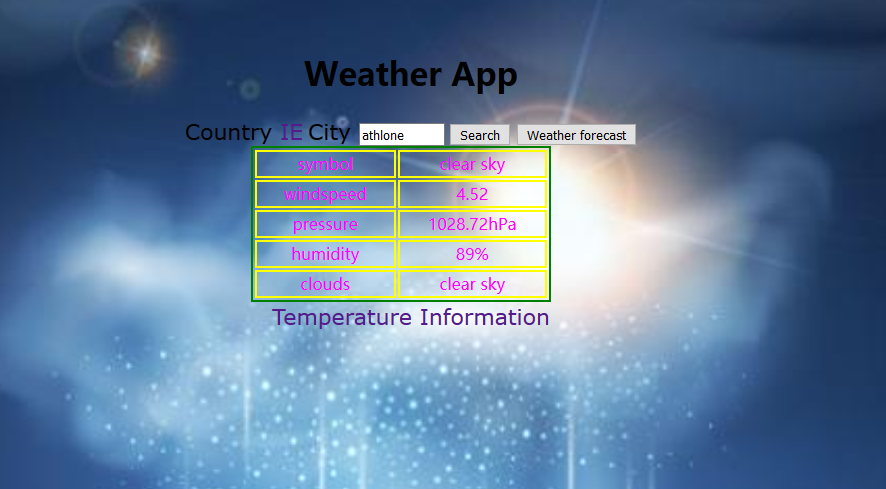 Weather App
Country IE City athlone Search Weather forecast
symbol clear sky
windspeed 4.52
pressure 1028.72hPa
humidity 89%
clouds clear sky
Temperature Information